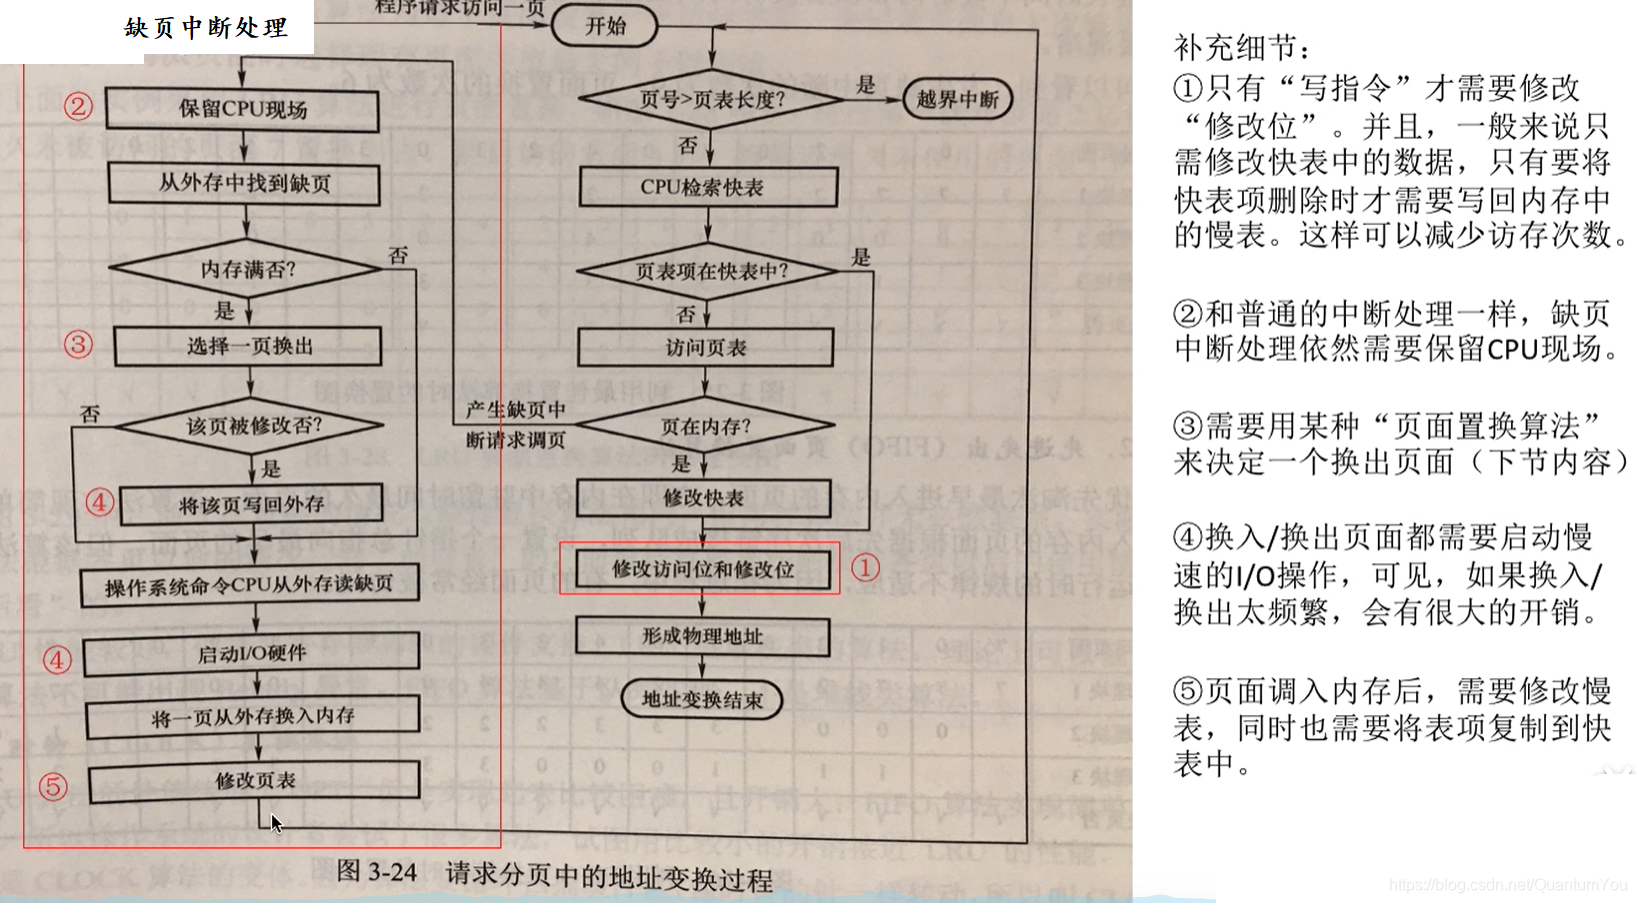 缺页中断处理
程序请求访问一页
开始
②
保留CPU现场
从外存中找到缺页
内存满否?
否
是
③
选择一页换出
该页被修改否?
否
是
④
将该页写回外存
操作系统命令CPU从外存读缺页
④
启动I/O硬件
将一页从外存换入内存
⑤
修改页表
页号>页表长度?
是
越界中断
否
CPU检索快表
页表项在快表中?
是
否
访问页表
产生缺页中
断请求调页
页在内存?
是
修改快表
修改访问位和修改位
①
形成物理地址
地址变换结束
图 3-24 请求分页中的地址变换过程
补充细节:
①只有“写指令”才需要修改
“修改位”。并且,一般来说只
需修改快表中的数据,只有要将
快表项删除时才需要写回内存中
的慢表。这样可以减少访存次数。
②和普通的中断处理一样,缺页
中断处理依然需要保留CPU现场。
③需要用某种“页面置换算法”
来决定一个换出页面(下节内容)
④换入/换出页面都需要启动慢
速的I/O操作,可见,如果换入/
换出太频繁,会有很大的开销。
⑤页面调入内存后,需要修改慢
表,同时也需要将表项复制到快
表中。
https://blog.csdn.net/QuantumYou